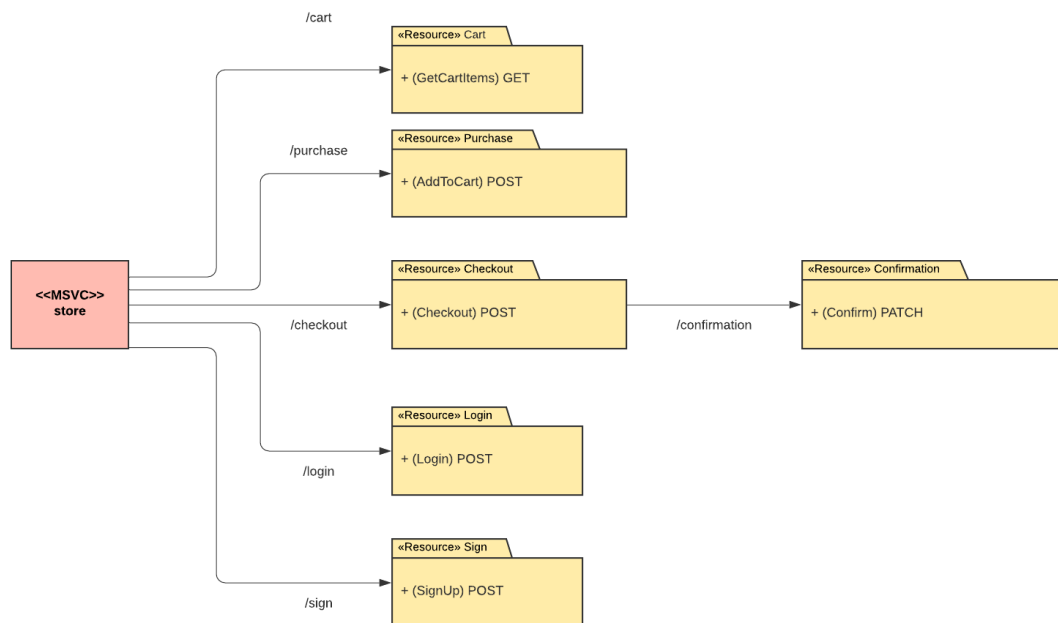 /cart
«Resource» Cart
+ (GetCartItems) GET
/purchase
«Resource» Purchase
+ (AddToCart) POST
<<MSVC>>
store
/checkout
«Resource» Checkout
+ (Checkout) POST
/confirmation
«Resource» Confirmation
+ (Confirm) PATCH
/login
«Resource» Login
+ (Login) POST
/sign
«Resource» Sign
+ (SignUp) POST